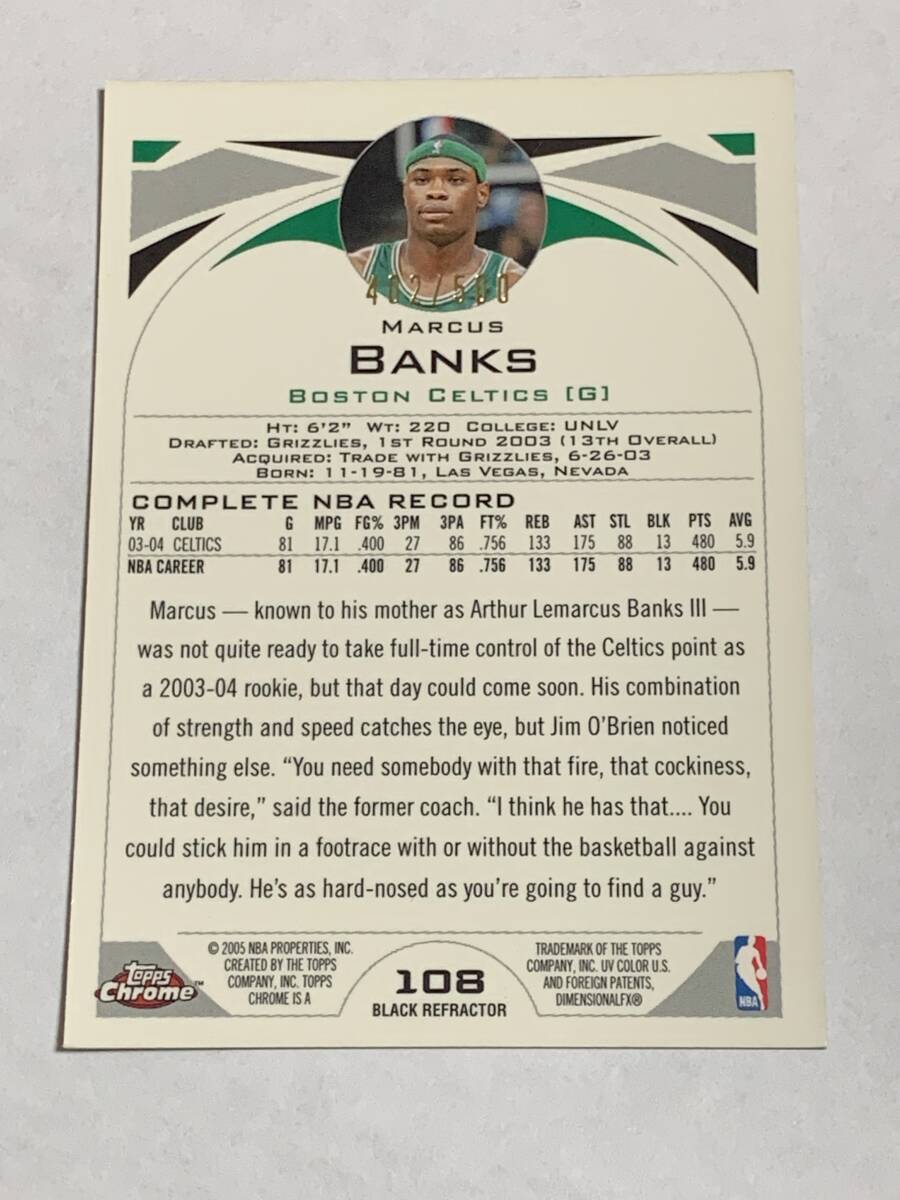 402/500
MARCUS
BANKS
BOSTON CELTICS [G]
HT: 6'2" WT: 220 COLLEGE: UNLV
DRAFTED: GRIZZLIES, 1ST ROUND 2003 (13TH OVERALL)
ACQUIRED: TRADE WITH GRIZZLIES, 6-26-03
BORN: 11-19-81, LAS VEGAS, NEVADA
COMPLETE NBA RECORD
YR CLUB G MPG FG% 3PM 3PA FT% REB AST STL BLK PTS AVG
03-04 CELTICS 81 17.1 .400 27 86 .756 133 175 88 13 480 5.9
NBA CAREER 81 17.1 .400 27 86 .756 133 175 88 13 480 5.9
Marcus — known to his mother as Arthur Lemarcus Banks III —
was not quite ready to take full-time control of the Celtics point as
a 2003-04 rookie, but that day could come soon. His combination
of strength and speed catches the eye, but Jim O'Brien noticed
something else. “You need somebody with that fire, that cockiness,
that desire,” said the former coach. “I think he has that.... You
could stick him in a footrace with or without the basketball against
anybody. He's as hard-nosed as you're going to find a guy.”
Topps
Chrome™
© 2005 NBA PROPERTIES, INC.
CREATED BY THE TOPPS
COMPANY, INC. TOPPS
CHROME IS A
108
BLACK REFRACTOR
TRADEMARK OF THE TOPPS
COMPANY, INC. UV COLOR U.S.
AND FOREIGN PATENTS,
DIMENSIONALFX®
NBA